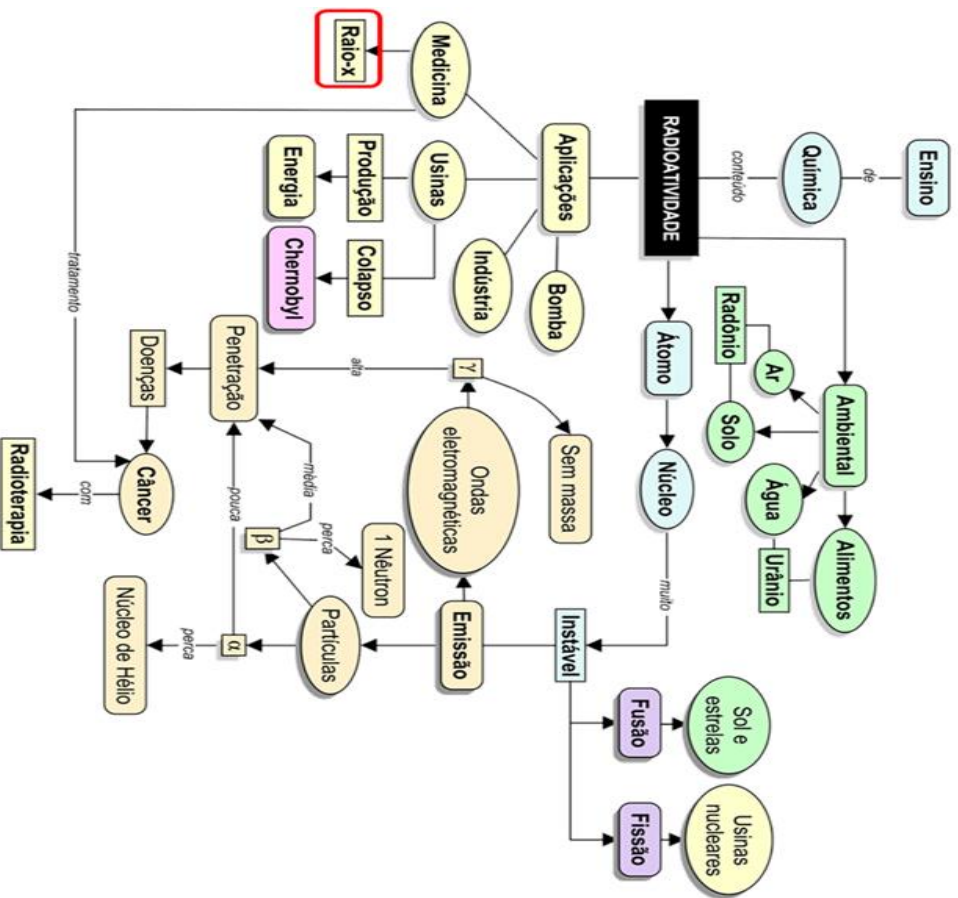 Ensino
de
Química
conteúdo
RADIOATIVIDADE
Ambiental
Ar
Radônio
Solo
Água
Urânio
Alimentos
Átomo
Núcleo
muito
Instável
Fusão
Sol e
estrelas
Fissão
Usinas
nucleares
Aplicações
Bomba
Indústria
Usinas
Produção
Energia
Colapso
Chernobyl
Medicina
Raio-x
tratamento
Emissão
Ondas
eletromagnéticas
γ
Sem massa
alta
Penetração
Partículas
β
perca
1 Nêutron
média
α
pouca
perca
Núcleo de Hélio
Doenças
Câncer
com
Radioterapia